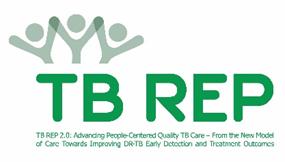 TB REP
TB REP 2.0: Advancing People-Centered Quality TB Care – From the New Model
of Care Towards Improving DR-TB Early Detection and Treatment Outcomes